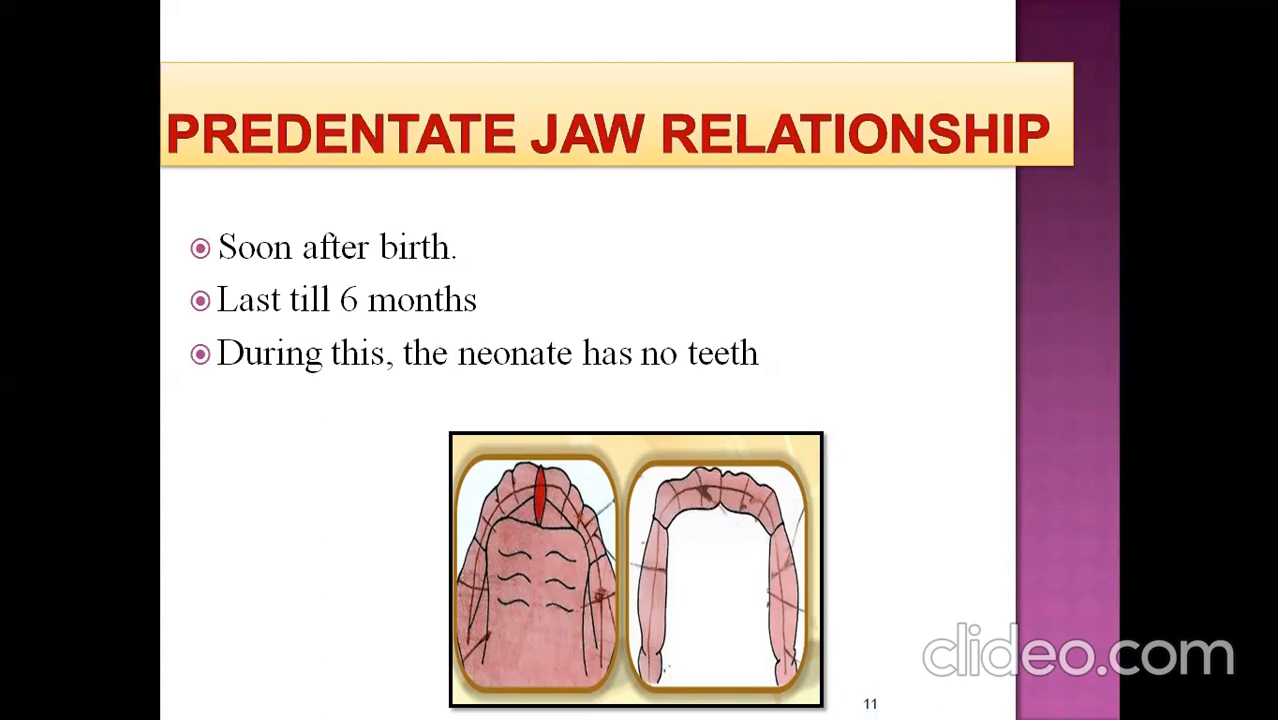 PREDENTATE JAW RELATIONSHIP
Soon after birth.
Last till 6 months
During this, the neonate has no teeth
clideo.com
11